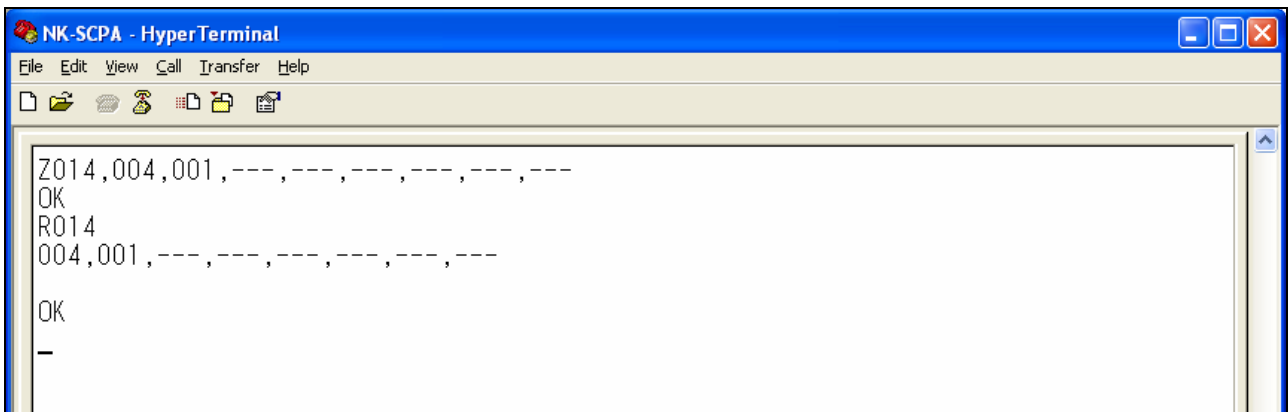 NK-SCPA - HyperTerminal
File Edit View Call Transfer Help
Z014,004,001,---,---,---,---,---,---
OK
R014
004,001,---,---,---,---,---,---
OK